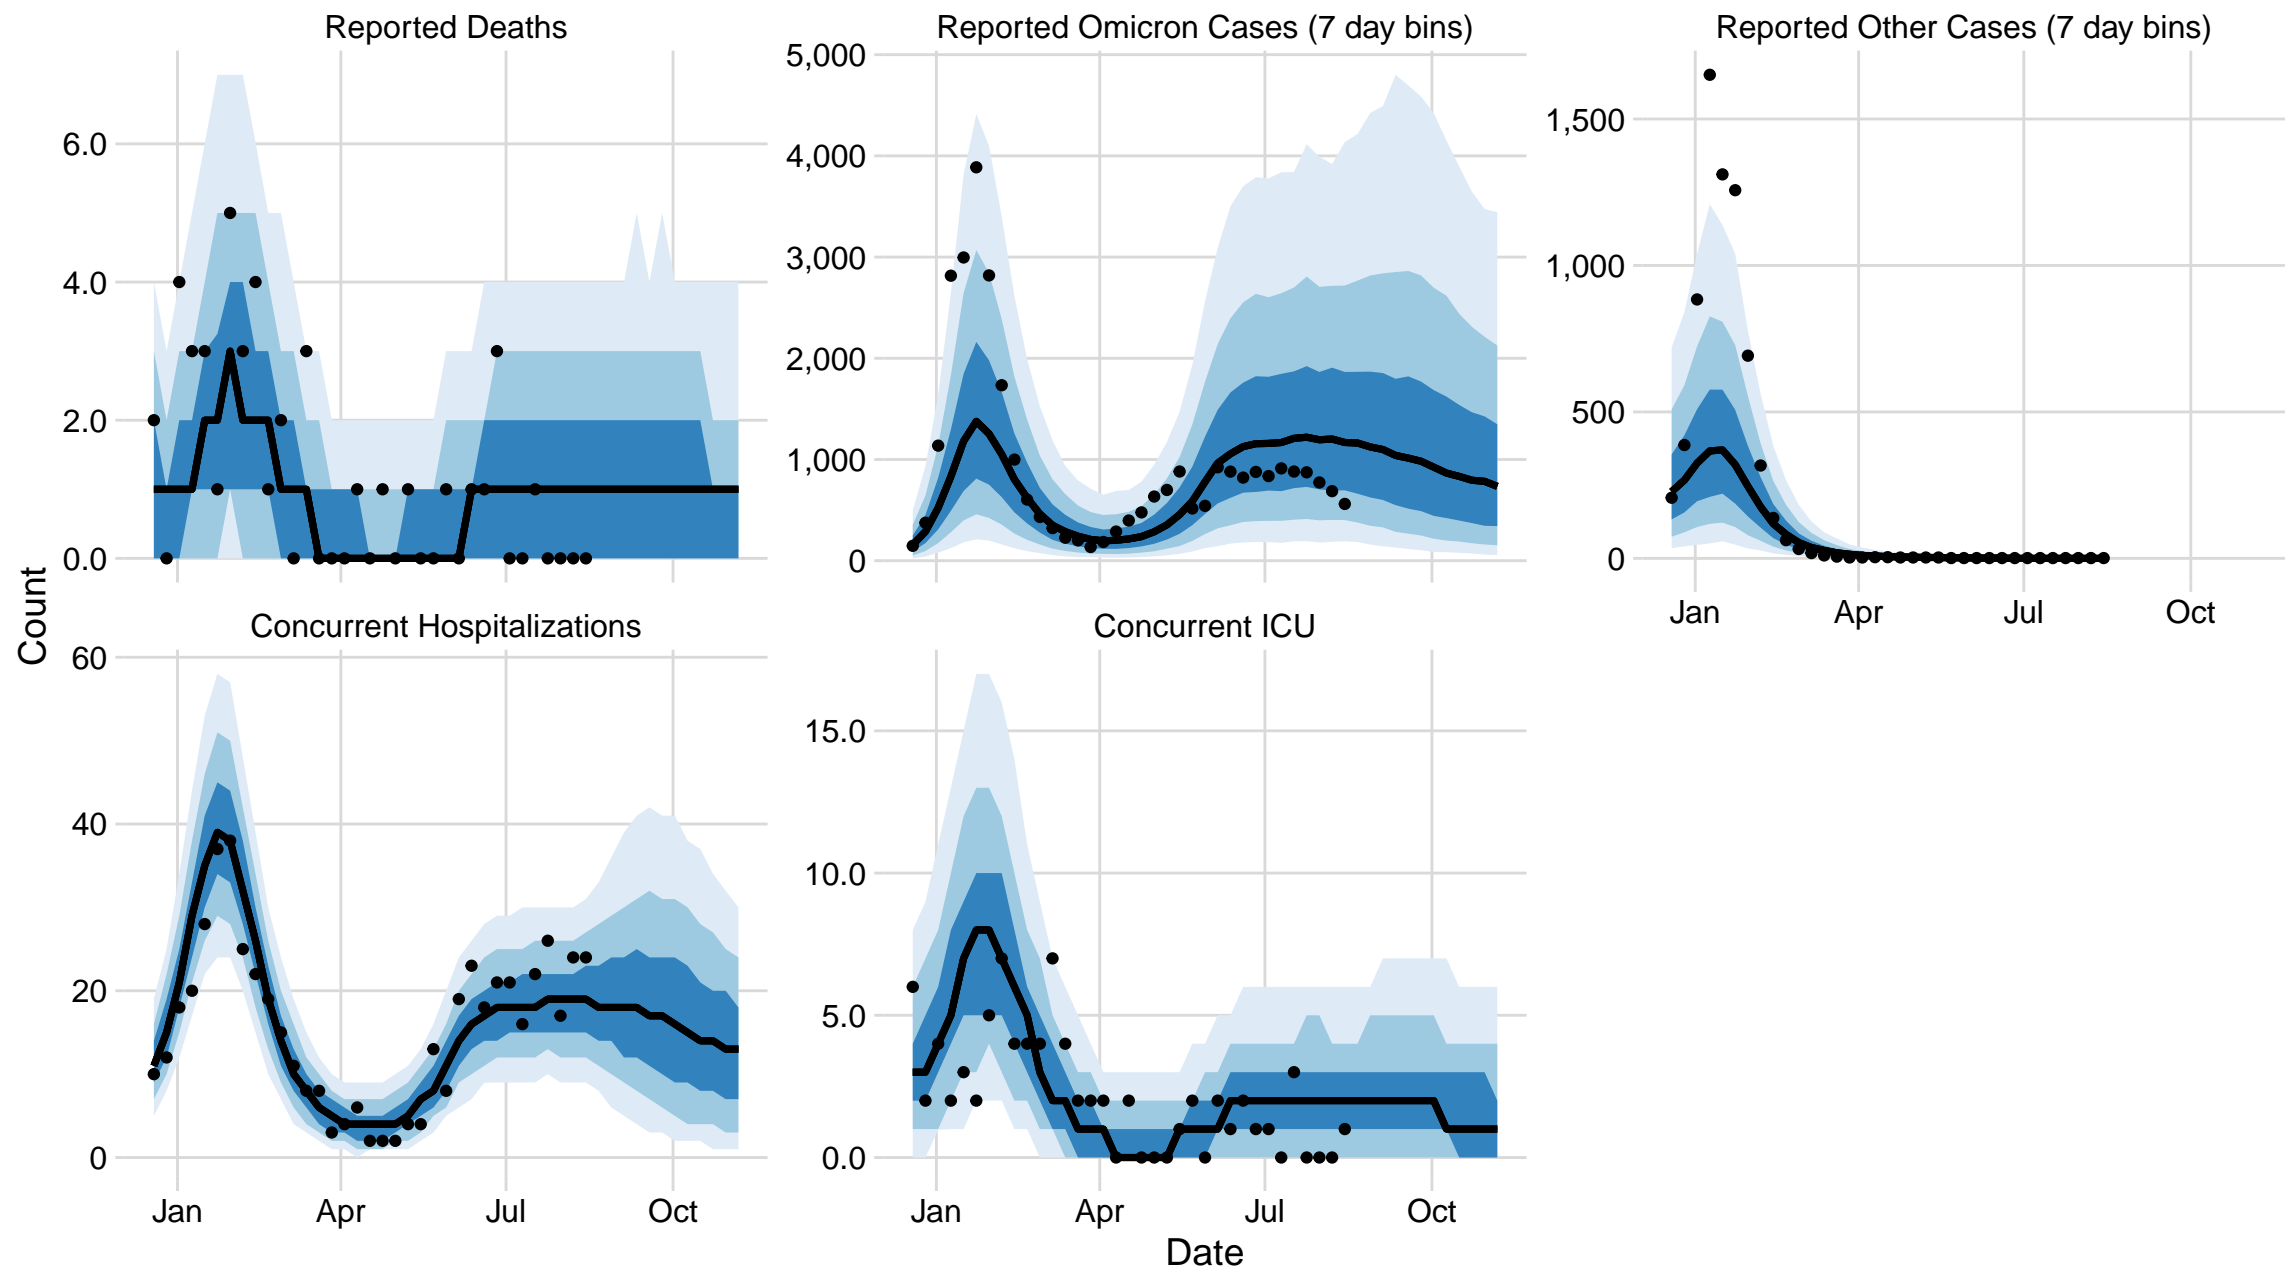 Reported Deaths
Reported Omicron Cases (7 day bins)
Reported Other Cases (7 day bins)
6.0
4.0
2.0
0.0
5,000
4,000
3,000
2,000
1,000
0
1,500
1,000
500
0
Jan Apr Jul Oct
Count
Concurrent Hospitalizations
Concurrent ICU
60
40
20
0
15.0
10.0
5.0
0.0
Jan Apr Jul Oct
Jan Apr Jul Oct
Date